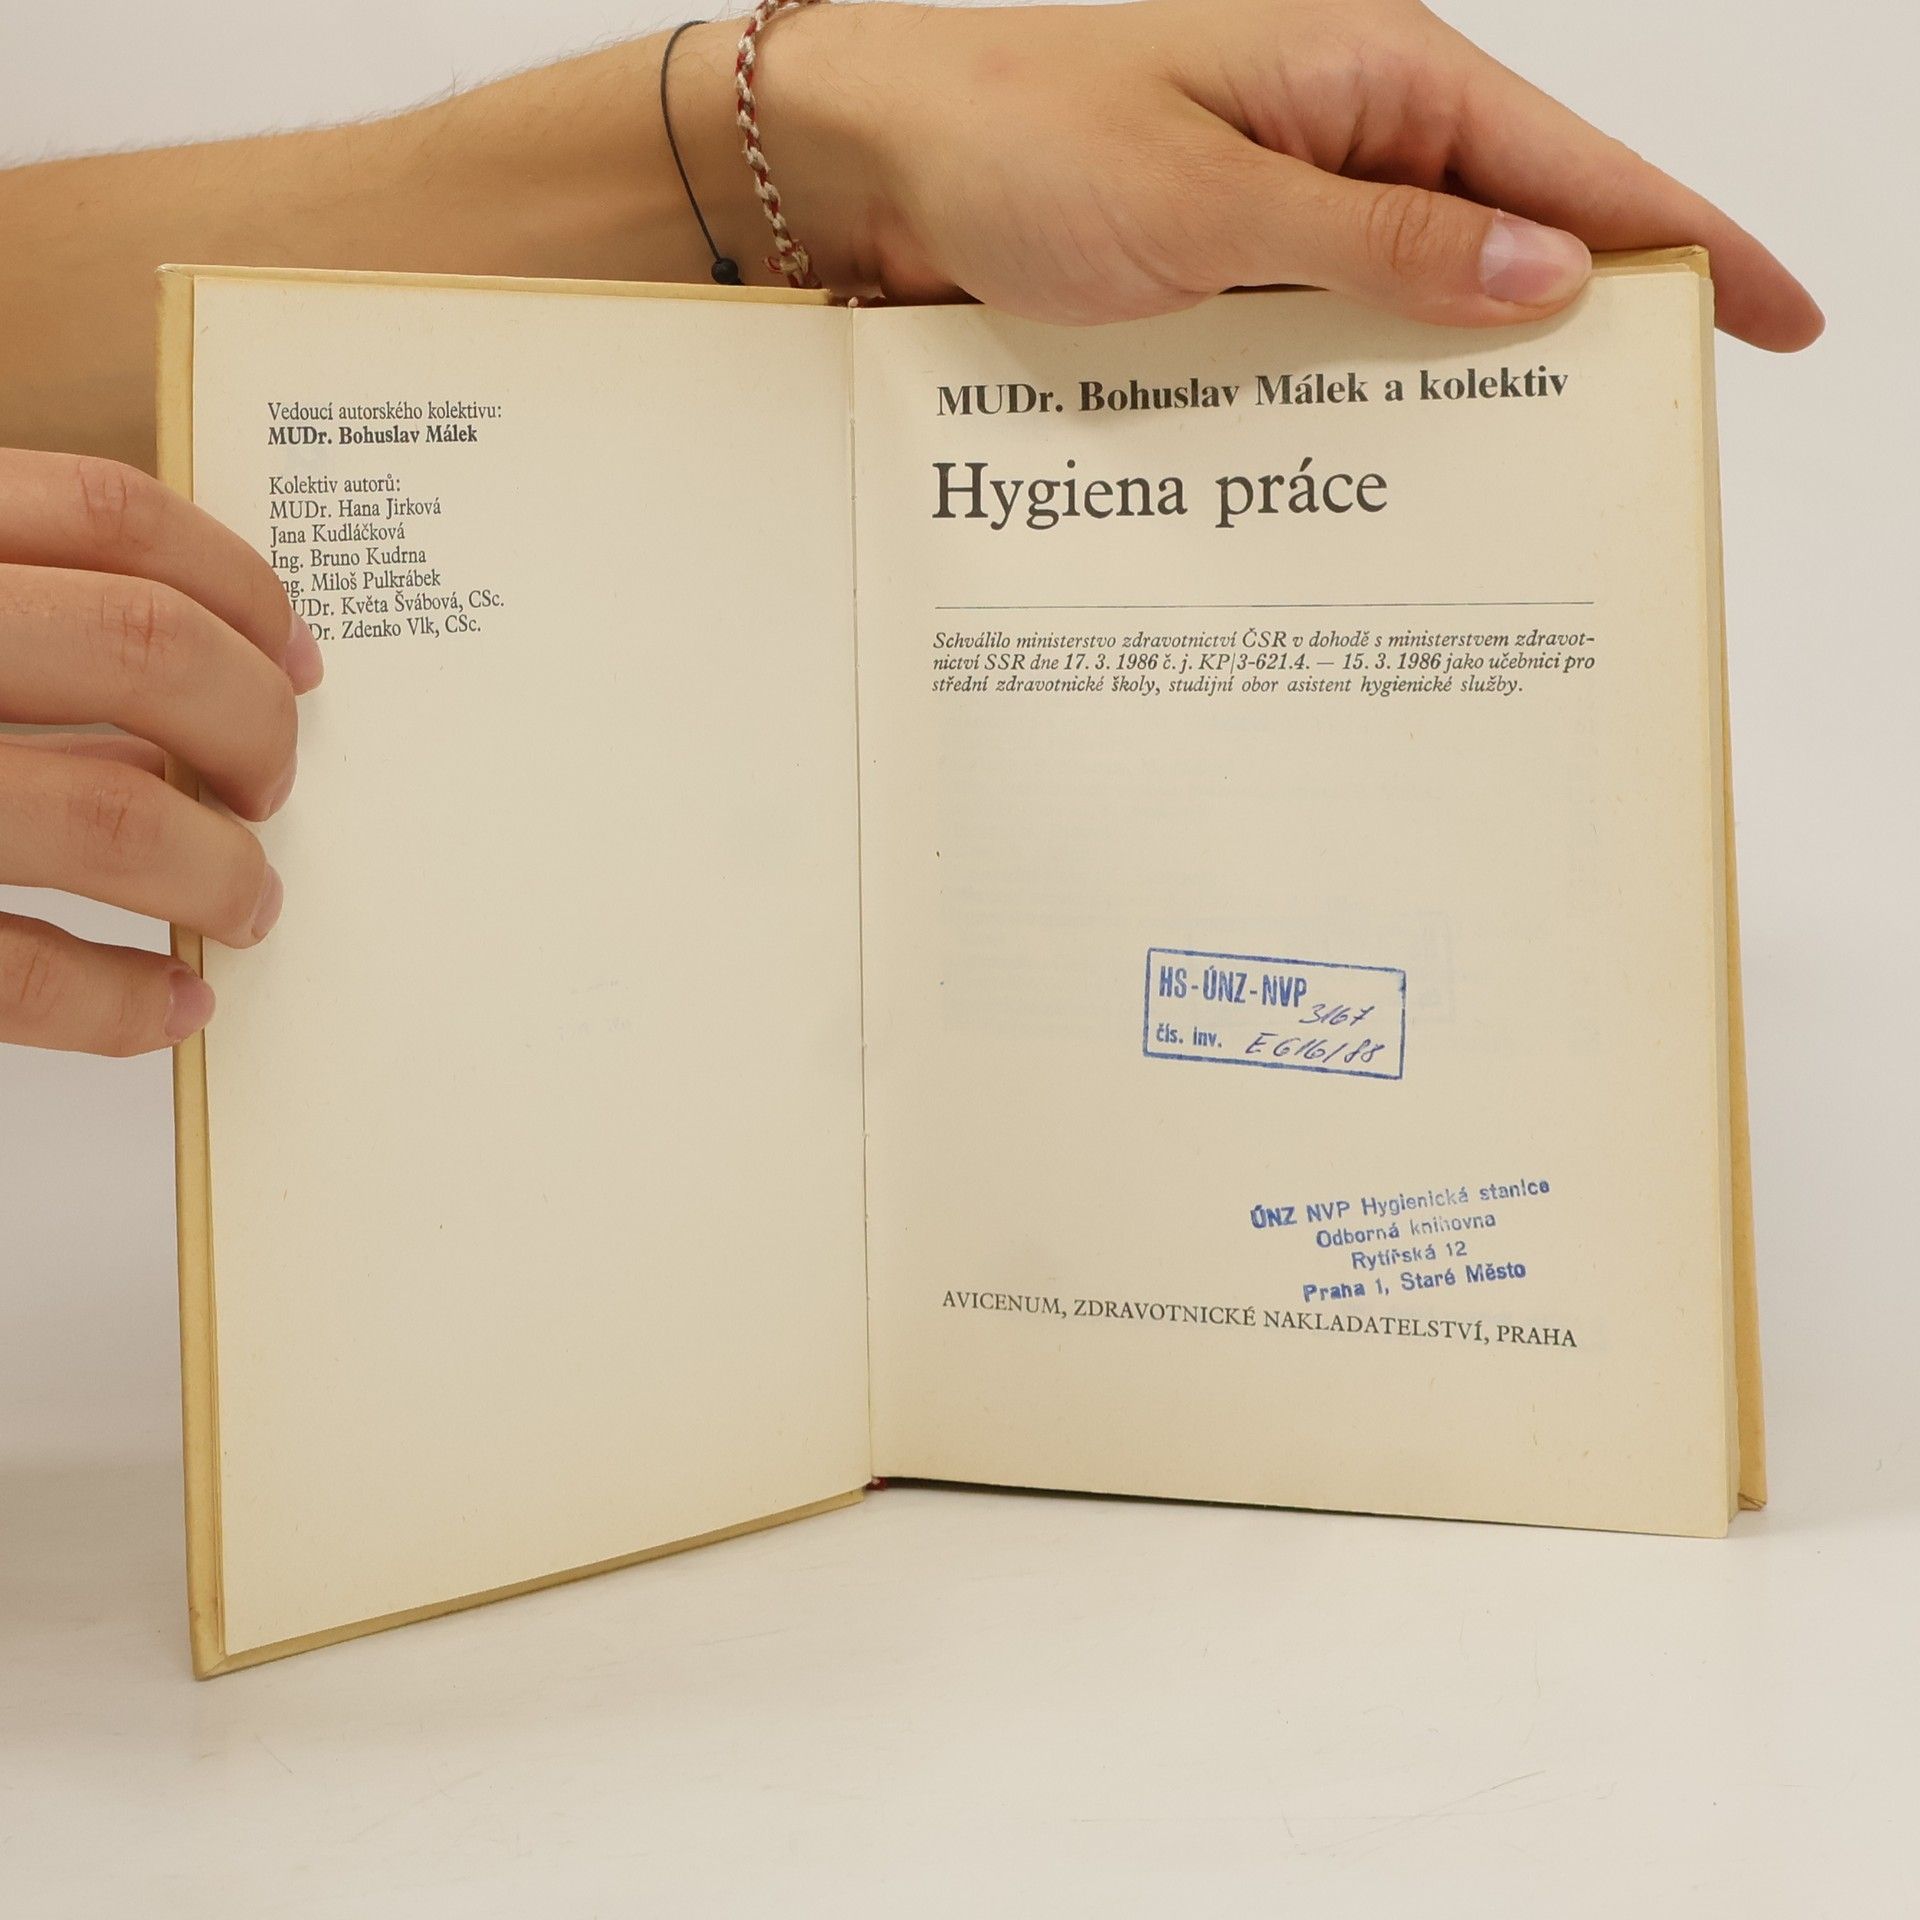 Vedoucí autorského kolektivu:
MUDr. Bohuslav Málek
Kolektiv autorů:
MUDr. Hana Jirková
Jana Kudláčková
Ing. Bruno Kudrna
ng. Miloš Pulkrábek
UDr. Květa Švábová, CSc.
Dr. Zdenko Vlk, CSc.
MUDr. Bohuslav Málek a kolektiv
Hygiena práce
Schválilo ministerstvo zdravotnictví ČSR v dohodě s ministerstvem zdravot-
nictví SSR dne 17. 3. 1986 č. j. KP/3-621.4. — 15. 3. 1986 jako učebnici pro
střední zdravotnické školy, studijní obor asistent hygienické služby.
HS-ÚNZ-NVP
3167
čís. inv. E 616/88
ÚNZ NVP Hygienická stanice
Odborná knihovna
Rytířská 12
Praha 1, Staré Město
AVICENUM, ZDRAVOTNICKÉ NAKLADATELSTVÍ, PRAHA